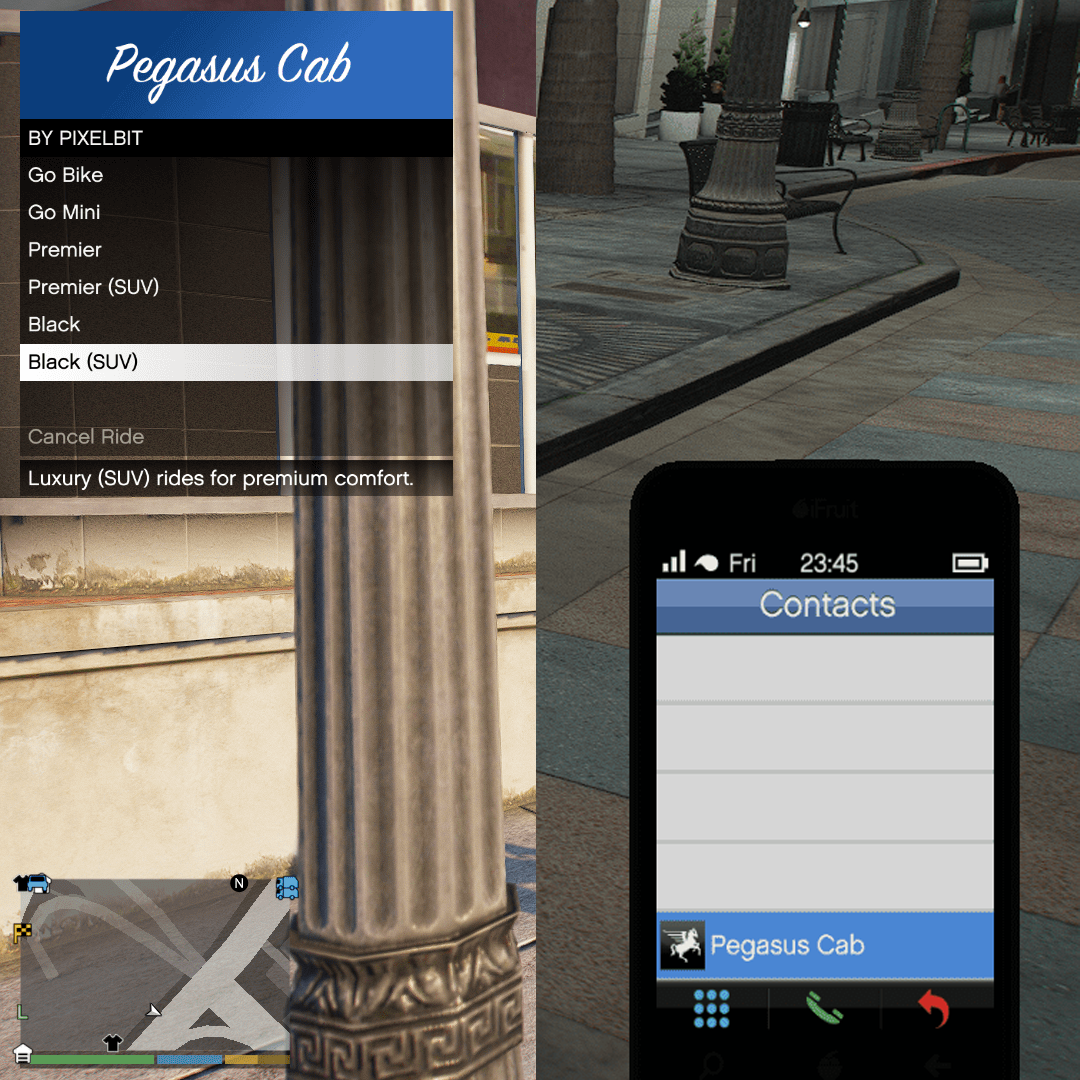 Pegasus Cab
BY PIXELBIT
Go Bike
Go Mini
Premier
Premier (SUV)
Black
Black (SUV)
Cancel Ride
Luxury (SUV) rides for premium comfort.
N
L
iFruit
Fri 23:45
Contacts
Pegasus Cab